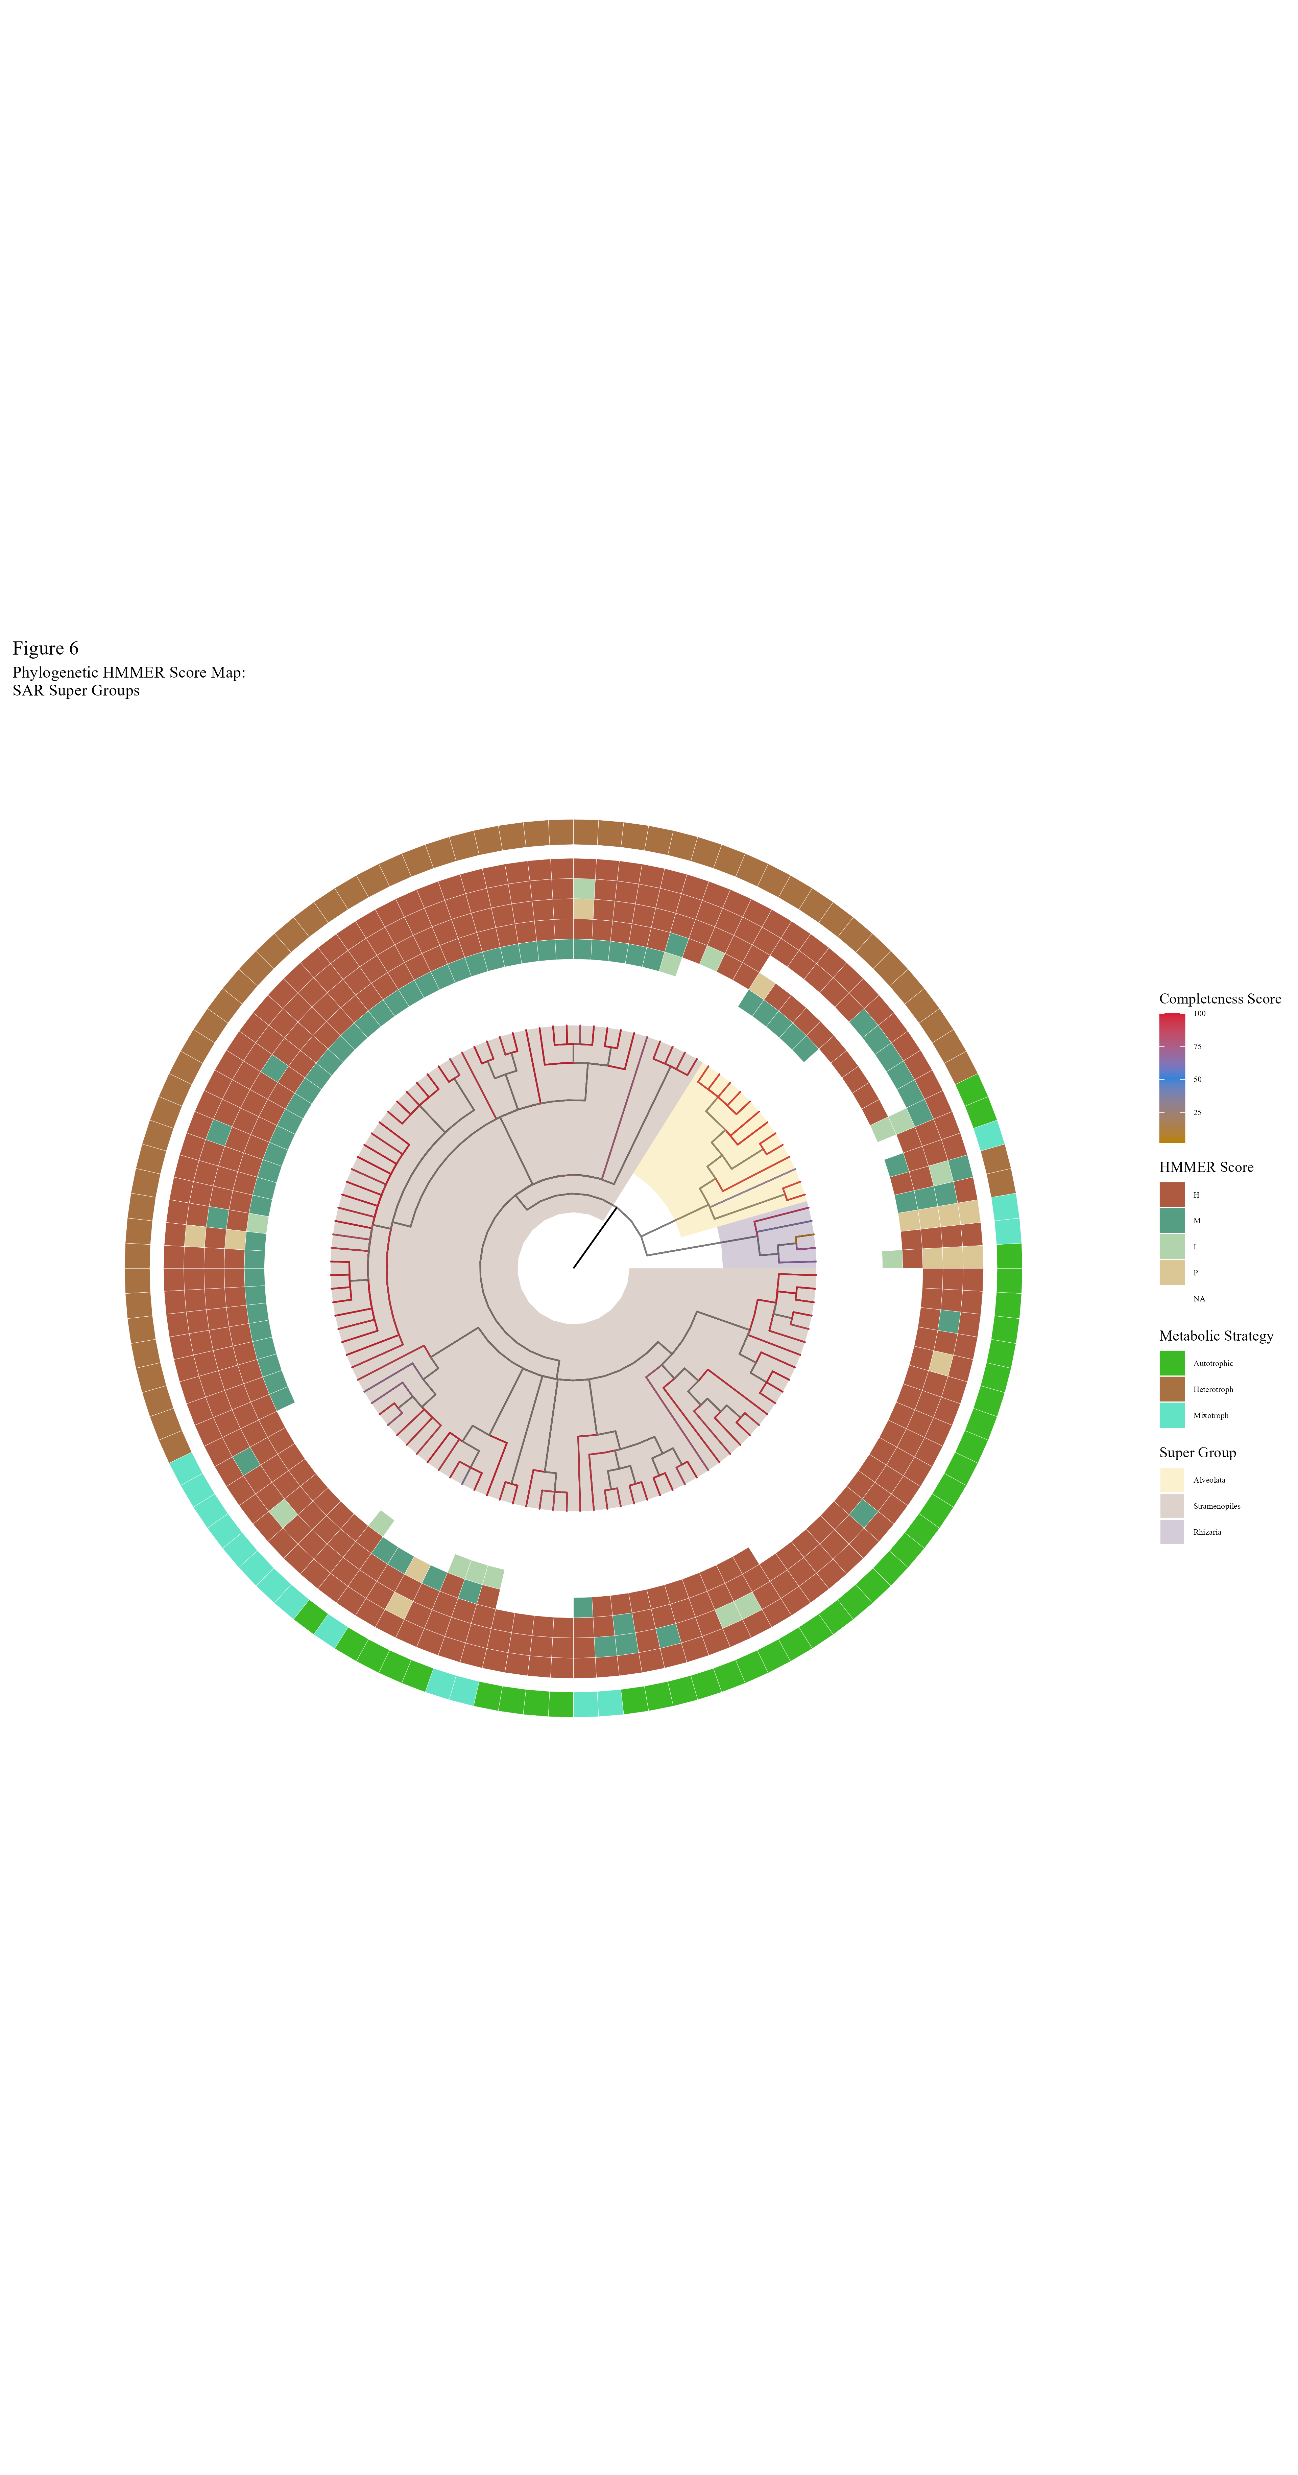 Figure 6
Phylogenetic HMMER Score Map:
SAR Super Groups
Completeness Score
100
75
50
25
HMMER Score
H
M
I
P
NA
Metabolic Strategy
Autotrophic
Heterotroph
Mixotroph
Super Group
Alveolata
Stramenopiles
Rhizaria